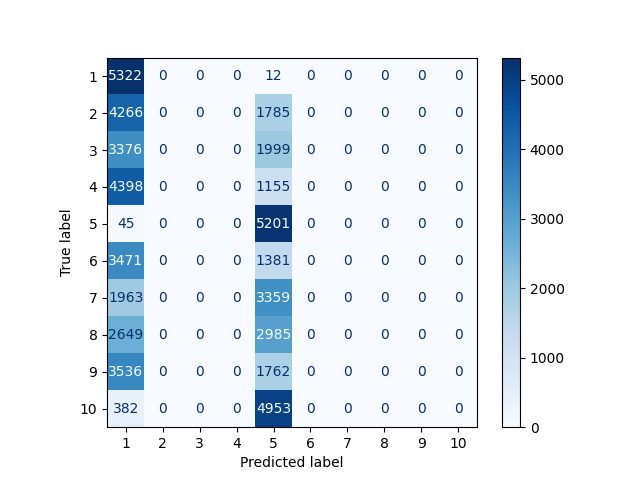 1 5322 0 0 0 12 0 0 0 0 0
2 4266 0 0 0 1785 0 0 0 0 0
3 3376 0 0 0 1999 0 0 0 0 0
4 4398 0 0 0 1155 0 0 0 0 0
5 45 0 0 0 5201 0 0 0 0 0
6 3471 0 0 0 1381 0 0 0 0 0
7 1963 0 0 0 3359 0 0 0 0 0
8 2649 0 0 0 2985 0 0 0 0 0
9 3536 0 0 0 1762 0 0 0 0 0
10 382 0 0 0 4953 0 0 0 0 0
1 2 3 4 5 6 7 8 9 10
Predicted label
True label
5000
4000
3000
2000
1000
0